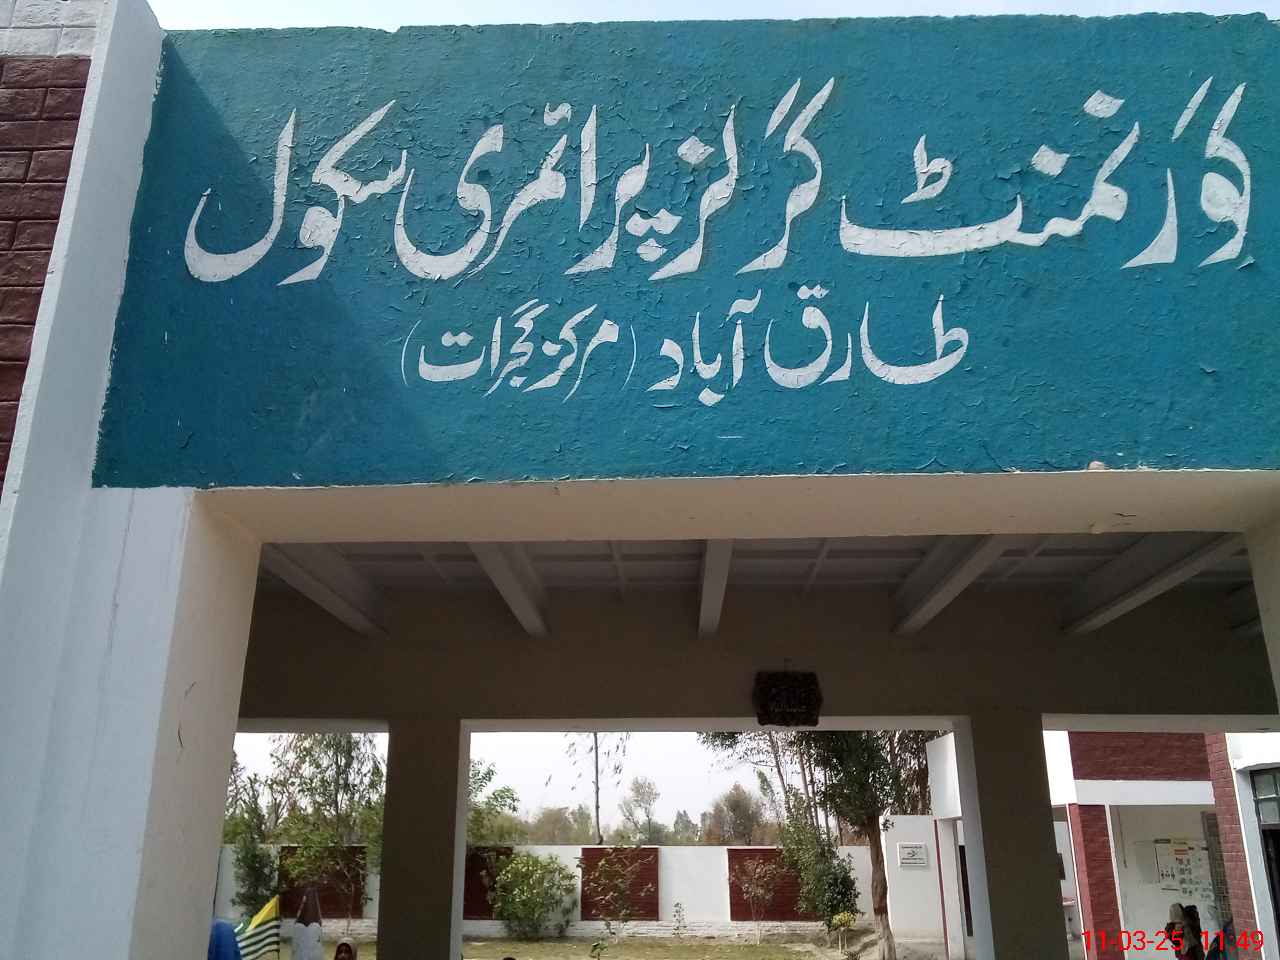 گورنمنٹ گرلز پرائمری سکول
طارق آباد (مرکز گجرات)
11-03-25 11:49